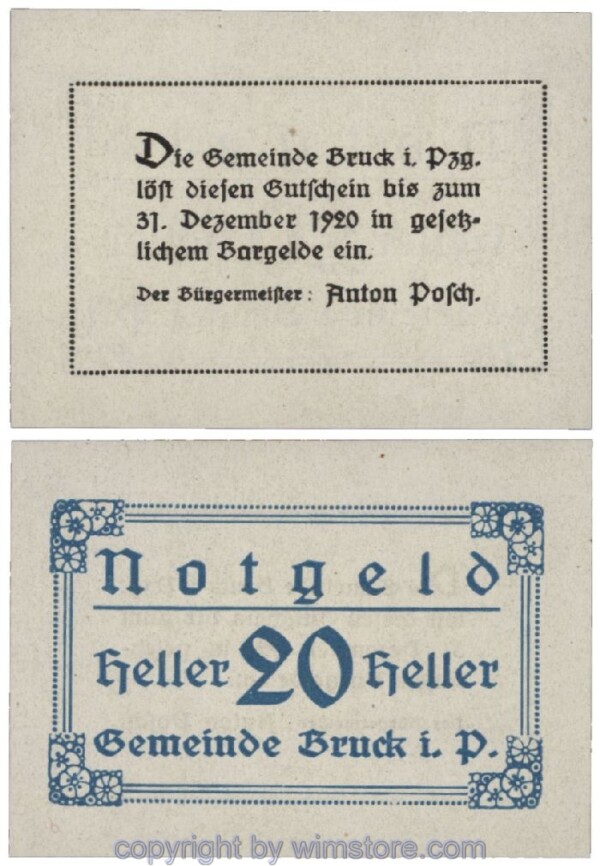 Die Gemeinde Bruck i. Pzg.
löst diesen Gutschein bis zum
31. Dezember 1920 in gesetz-
lichem Bargelde ein.
Der Bürgermeister: Anton Posch.
Notgeld
Heller 20 Heller
Gemeinde Bruck i. P.
copyright by wimstore.com